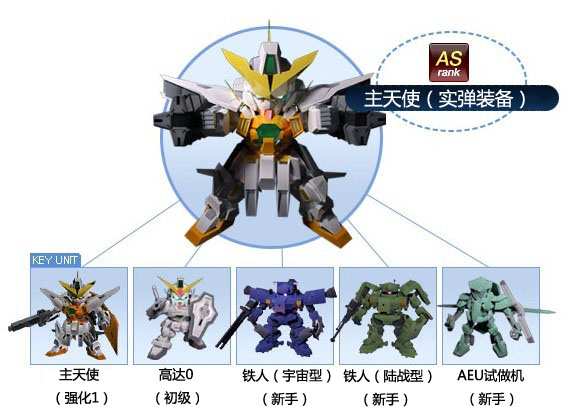 AS
rank
主天使（实弹装备）
KEY UNIT
主天使
（强化1）
高达0
（初级）
铁人（宇宙型）
（新手）
铁人（陆战型）
（新手）
AEU试做机
（新手）